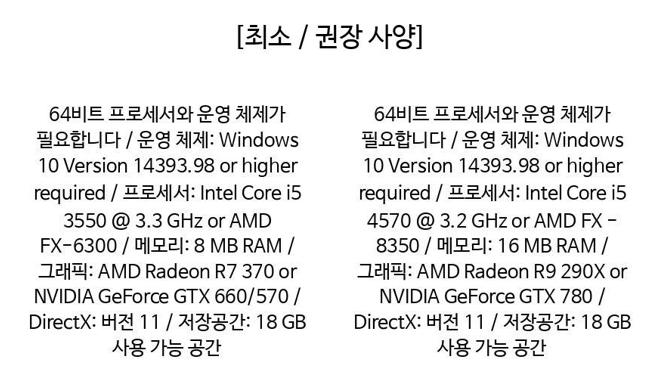 [최소 / 권장 사양]
64비트 프로세서와 운영 체제가
필요합니다 / 운영 체제: Windows
10 Version 14393.98 or higher
required / 프로세서: Intel Core i5
3550 @ 3.3 GHz or AMD
FX-6300 / 메모리: 8 MB RAM /
그래픽: AMD Radeon R7 370 or
NVIDIA GeForce GTX 660/570 /
DirectX: 버전 11 / 저장공간: 18 GB
사용 가능 공간
64비트 프로세서와 운영 체제가
필요합니다 / 운영 체제: Windows
10 Version 14393.98 or higher
required / 프로세서: Intel Core i5
4570 @ 3.2 GHz or AMD FX -
8350 / 메모리: 16 MB RAM /
그래픽: AMD Radeon R9 290X or
NVIDIA GeForce GTX 780 /
DirectX: 버전 11 / 저장공간: 18 GB
사용 가능 공간